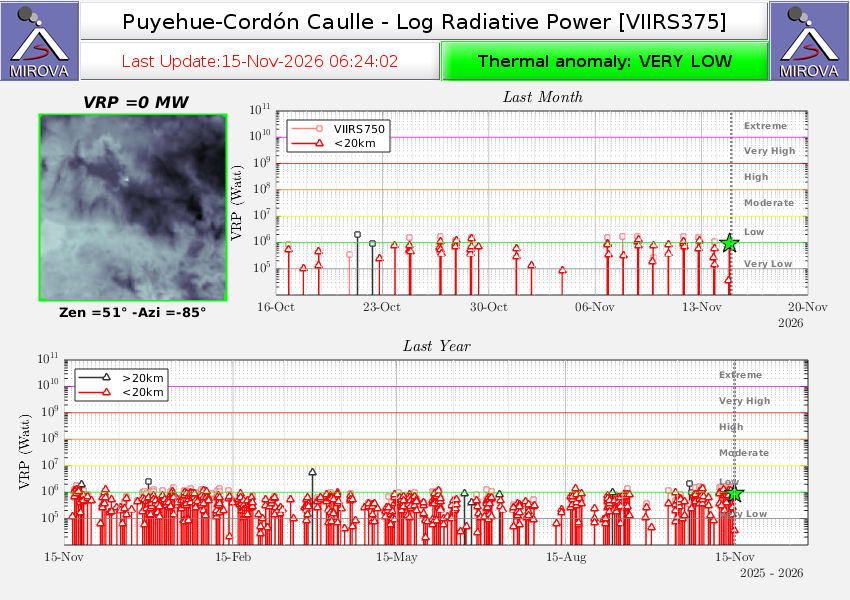 MIROVA
Puyehue-Cordón Caulle - Log Radiative Power [VIIRS375]
Last Update:15-Nov-2026 06:24:02
Thermal anomaly: VERY LOW
MIROVA
VRP =0 MW
Zen =51° -Azi =-85°
Last Month
VRP (Watt)
10¹¹
10¹⁰
10⁹
10⁸
10⁷
10⁶
10⁵
VIIRS750
<20km
Extreme
Very High
High
Moderate
Low
Very Low
16-Oct
23-Oct
30-Oct
06-Nov
13-Nov
20-Nov
2026
Last Year
VRP (Watt)
10¹¹
10¹⁰
10⁹
10⁸
10⁷
10⁶
10⁵
>20km
<20km
Extreme
Very High
High
Moderate
Low
Very Low
15-Nov
15-Feb
15-May
15-Aug
15-Nov
2025 - 2026